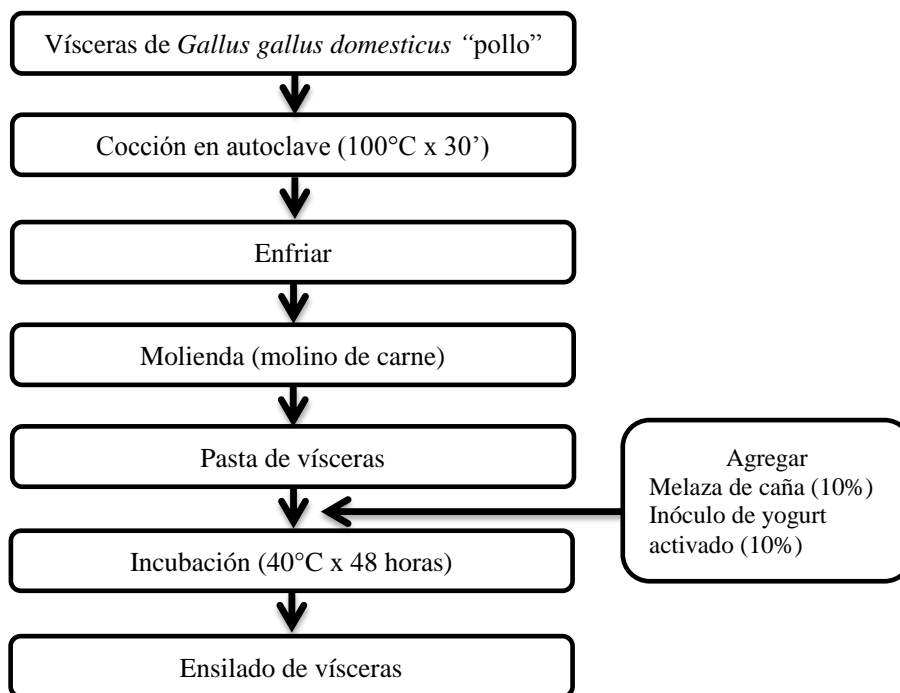 Vísceras de Gallus gallus domesticus “pollo”
Cocción en autoclave (100°C x 30’)
Enfriar
Molienda (molino de carne)
Pasta de vísceras
Agregar
Melaza de caña (10%)
Inóculo de yogurt
activado (10%)
Incubación (40°C x 48 horas)
Ensilado de vísceras